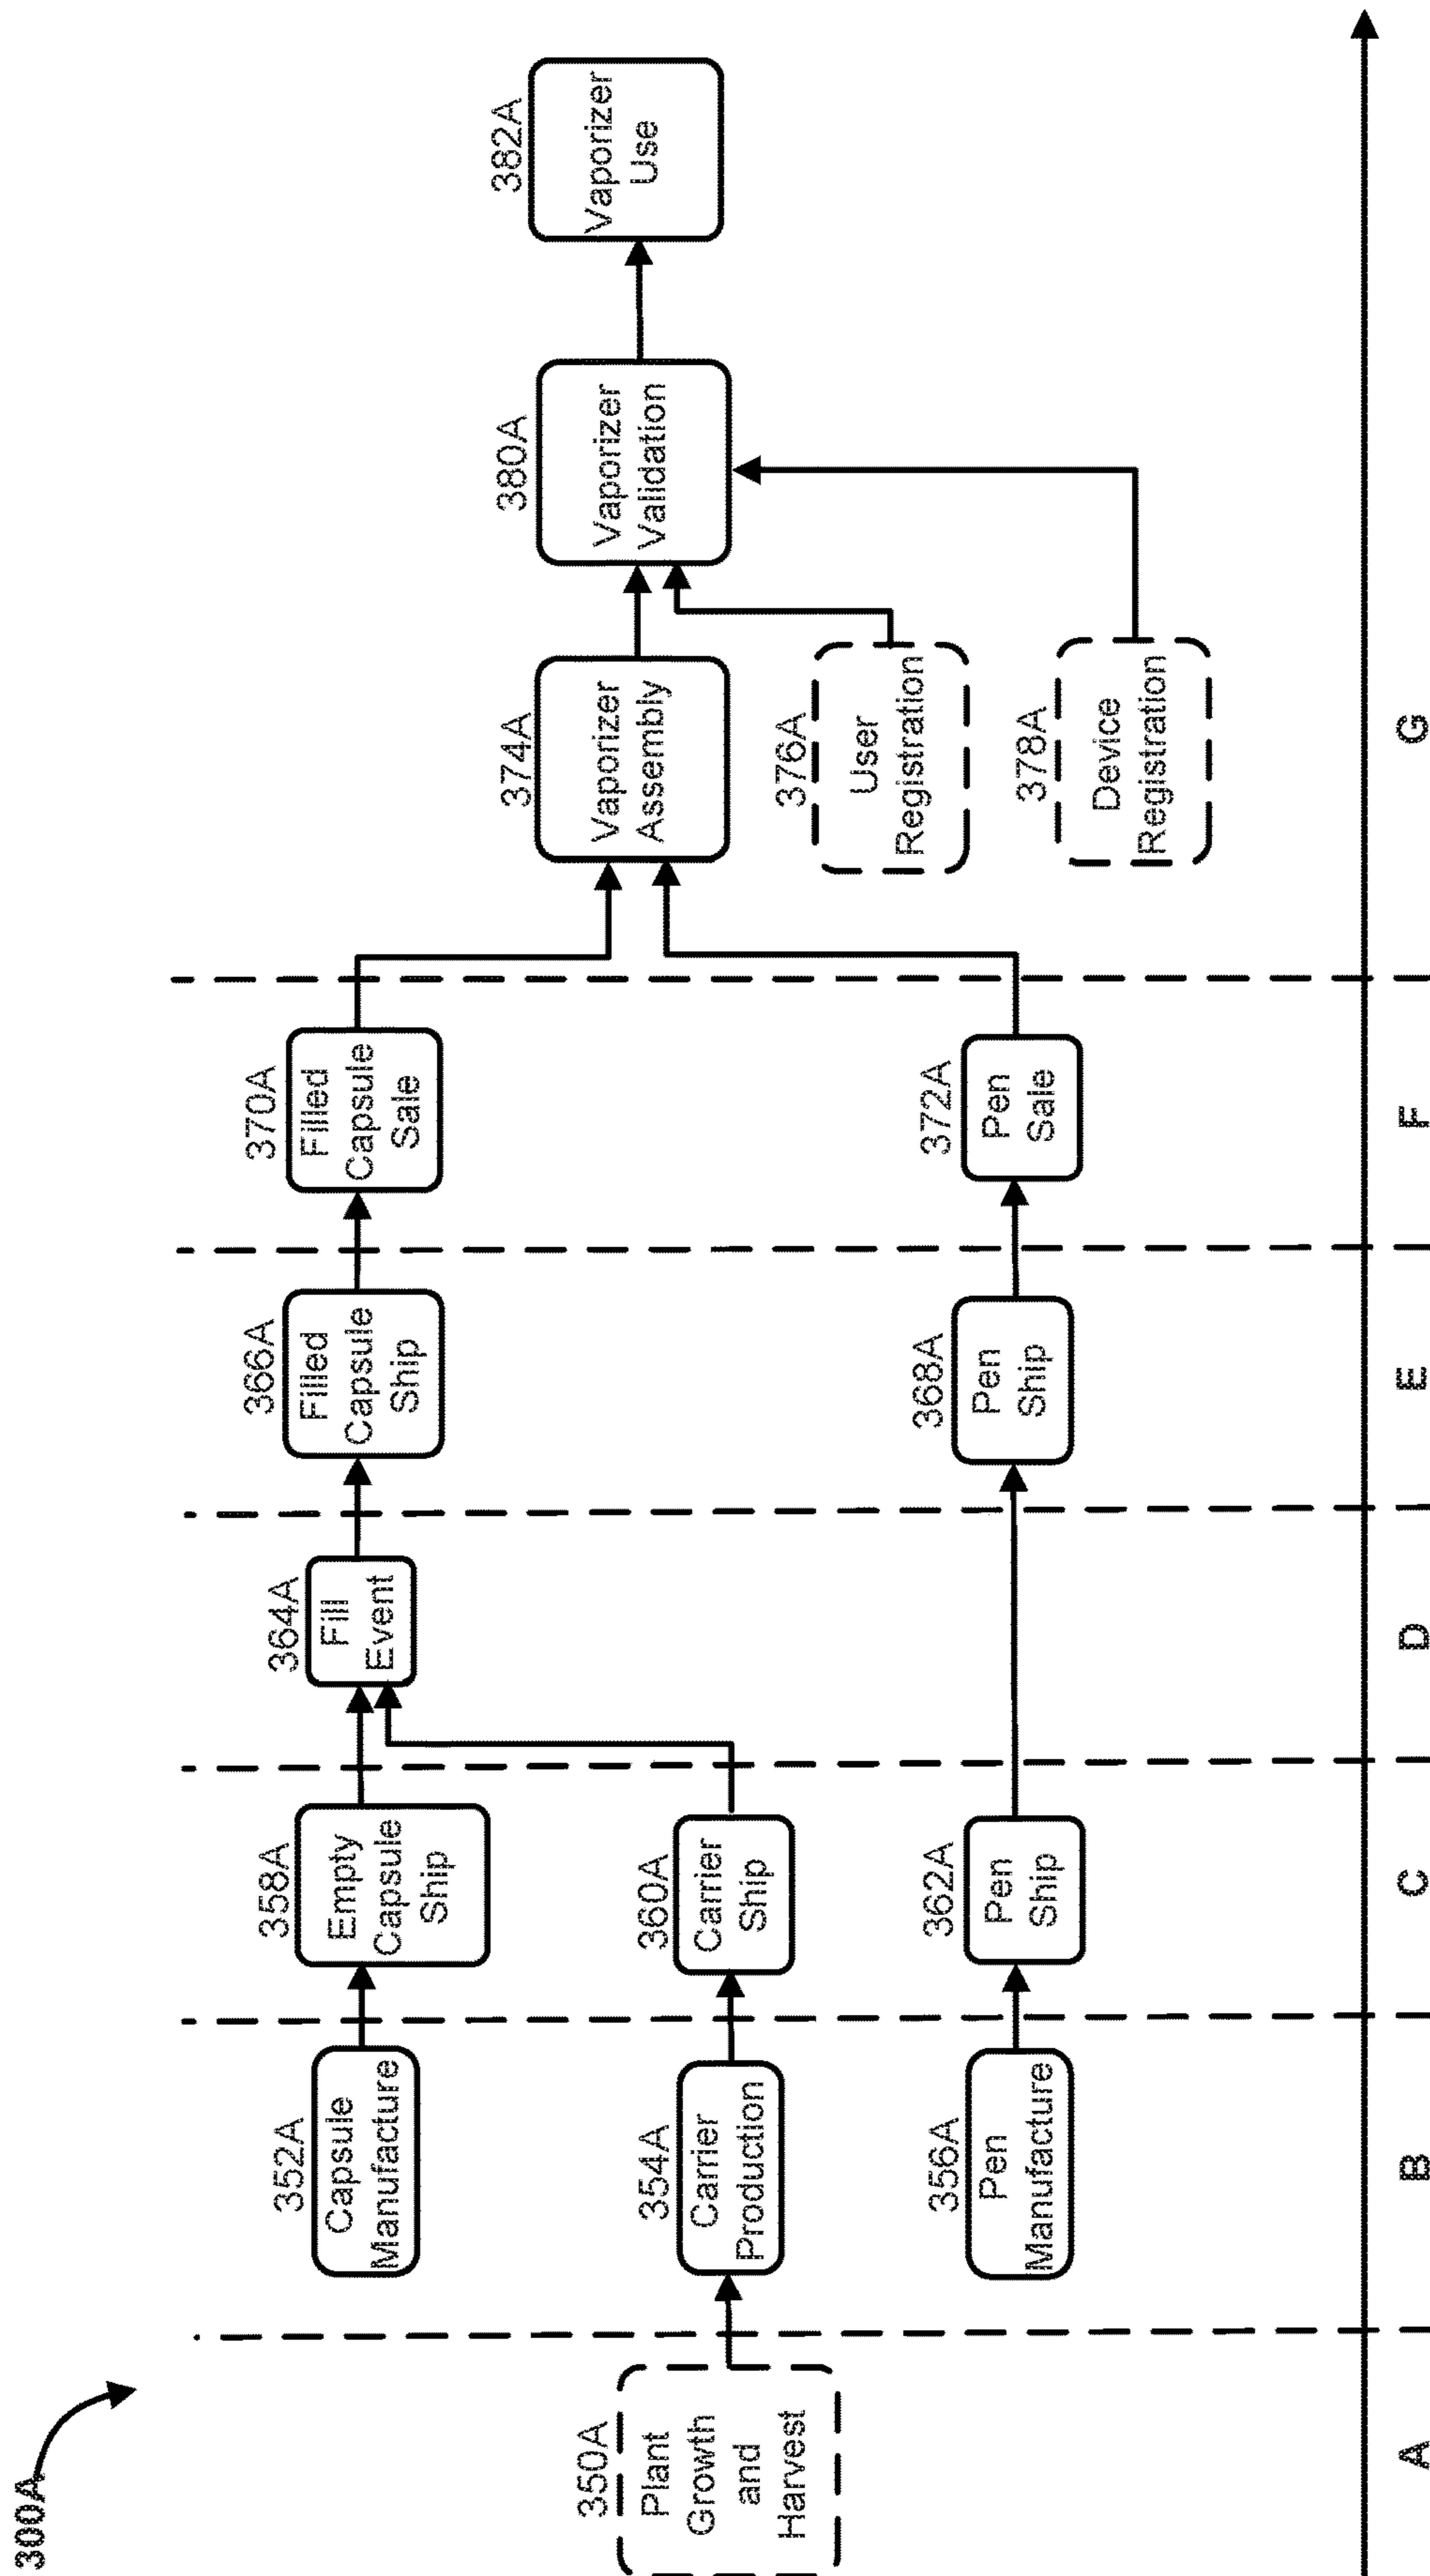 300A
350A
Plant
Growth
and
Harvest
352A
Capsule
Manufacture
354A
Carrier
Production
356A
Pen
Manufacture
358A
Empty
Capsule
Ship
360A
Carrier
Ship
362A
Pen
Ship
364A
Fill
Event
366A
Filled
Capsule
Ship
368A
Pen
Ship
370A
Filled
Capsule
Sale
372A
Pen
Sale
374A
Vaporizer
Assembly
376A
User
Registration
378A
Device
Registration
380A
Vaporizer
Validation
382A
Vaporizer
Use
A
B
C
D
E
F
G